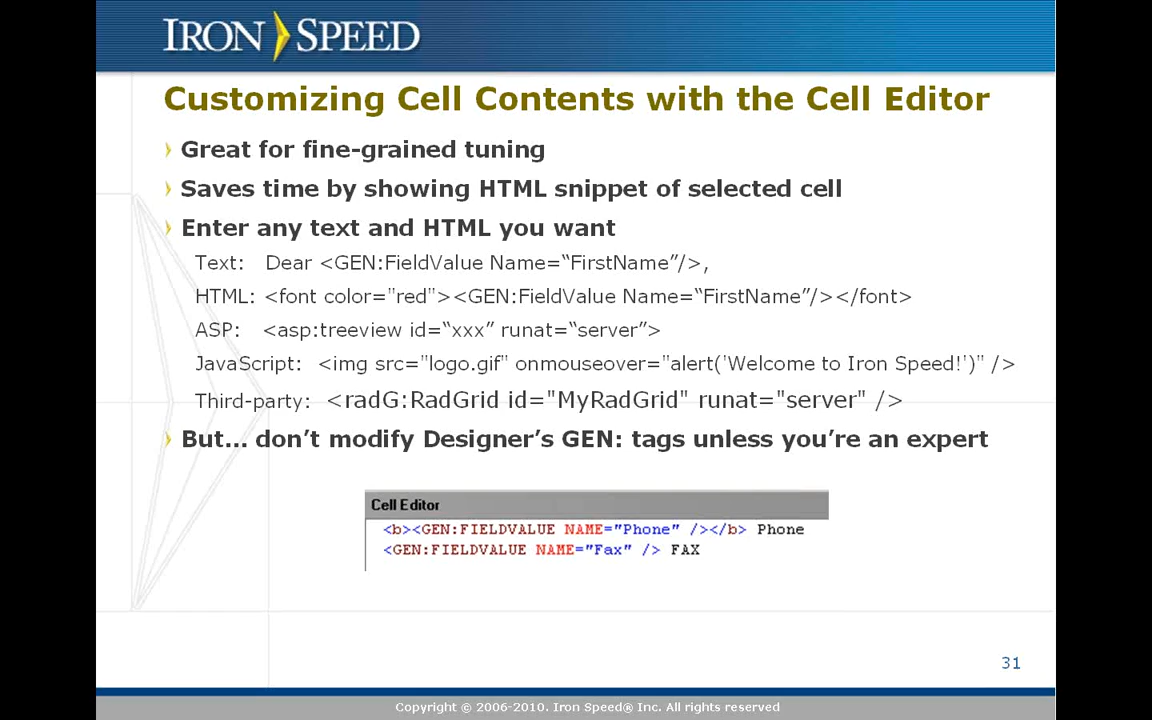 IRON SPEED
Customizing Cell Contents with the Cell Editor
Great for fine-grained tuning
Saves time by showing HTML snippet of selected cell
Enter any text and HTML you want
Text: Dear <GEN:FieldValue Name=“FirstName”/>,
HTML: <font color="red"><GEN:FieldValue Name=“FirstName”/></font>
ASP: <asp:treeview id=“xxx” runat=“server”>
JavaScript: <img src="logo.gif" onmouseover="alert('Welcome to Iron Speed!')" />
Third-party: <radG:RadGrid id="MyRadGrid" runat="server" />
But… don’t modify Designer’s GEN: tags unless you’re an expert
Cell Editor
<b><GEN:FIELDVALUE NAME="Phone" /></b> Phone
<GEN:FIELDVALUE NAME="Fax" /> FAX
31
Copyright © 2006-2010. Iron Speed® Inc. All rights reserved